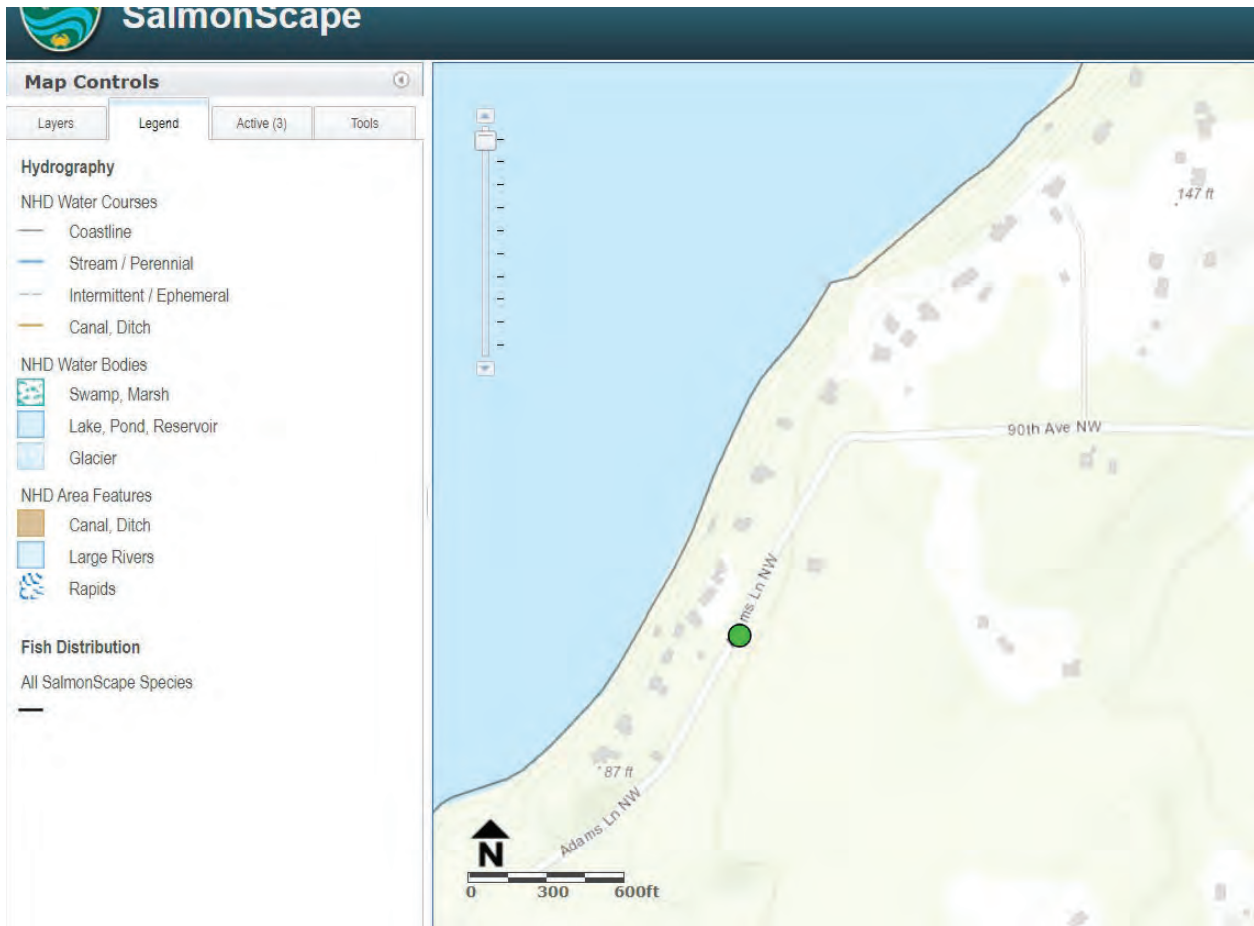 SalmonScape
Map Controls
Layers
Legend
Active (3)
Tools
Hydrography
NHD Water Courses
Coastline
Stream / Perennial
Intermittent / Ephemeral
Canal, Ditch
NHD Water Bodies
Swamp, Marsh
Lake, Pond, Reservoir
Glacier
NHD Area Features
Canal, Ditch
Large Rivers
Rapids
Fish Distribution
All SalmonScape Species
147 ft
90th Ave NW
ms Ln NW
87 ft
Adams Ln NW
N
0 300 600ft